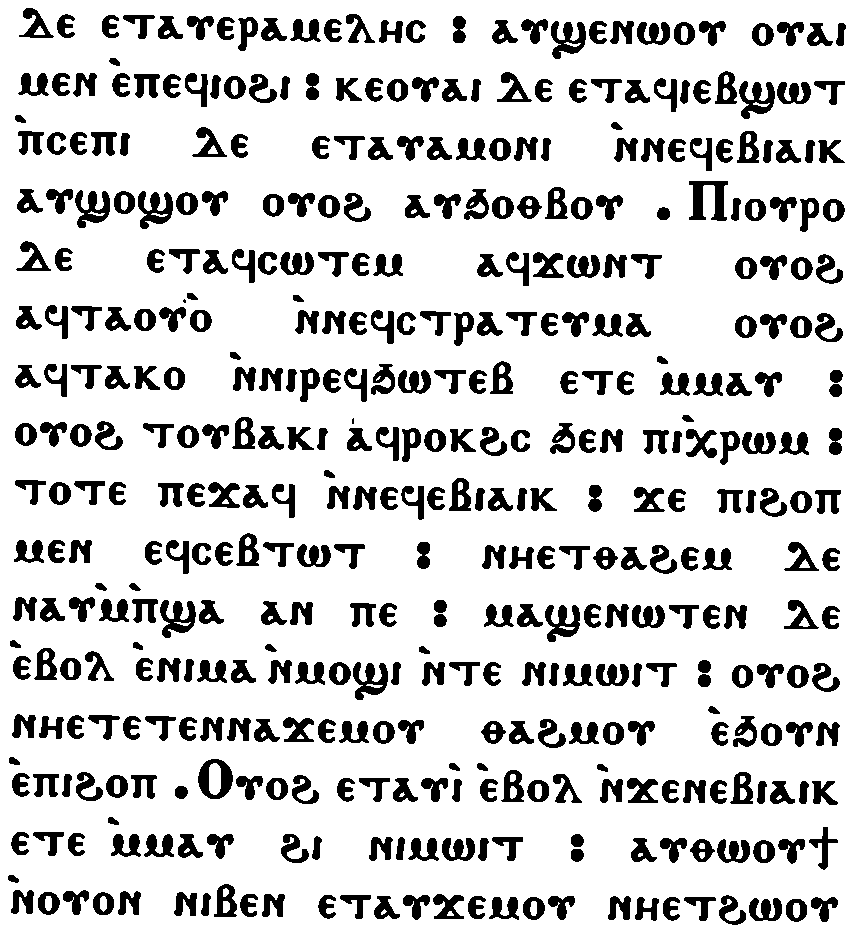 ⲇⲉ ⲉⲧⲁⲩⲉⲣⲁⲙⲉⲗⲏⲥ : ⲁⲩϣⲉⲛⲱⲟⲩ ⲟⲩⲁⲓ
ⲙⲉⲛ ⲉ̀ⲡⲉϥⲓⲟϩⲓ : ⲕⲉⲟⲩⲁⲓ ⲇⲉ ⲉⲧⲁϥⲓⲉⲃϣⲱⲧ
ⲡ̀ⲥⲉⲡⲓ ⲇⲉ ⲉⲧⲁⲩⲁⲙⲟⲛⲓ ⲛ̀ⲛⲉϥⲉⲃⲓⲁⲓⲕ
ⲁⲩϣⲟϣⲟⲩ ⲟⲩⲟϩ ⲁⲩϧⲟⲑⲃⲟⲩ . Ⲡⲓⲟⲩⲣⲟ
ⲇⲉ ⲉⲧⲁϥⲥⲱⲧⲉⲙ ⲁϥϫⲱⲛⲧ ⲟⲩⲟϩ
ⲁϥⲧⲁⲟⲩⲟ̀ ⲛ̀ⲛⲉϥⲥⲧⲣⲁⲧⲉⲩⲙⲁ ⲟⲩⲟϩ
ⲁϥⲧⲁⲕⲟ ⲛ̀ⲛⲓⲣⲉϥϧⲱⲧⲉⲃ ⲉⲧⲉ ⲙ̀ⲙⲁⲩ :
ⲟⲩⲟϩ ⲧⲟⲩⲃⲁⲕⲓ ⲁ̀ϥⲣⲟⲕϩⲥ ϧⲉⲛ ⲡⲓⲭ̀ⲣⲱⲙ :
ⲧⲟⲧⲉ ⲡⲉϫⲁϥ ⲛ̀ⲛⲉϥⲉⲃⲓⲁⲓⲕ : ϫⲉ ⲡⲓϩⲟⲡ
ⲙⲉⲛ ⲉϥⲥⲉⲃⲧⲱⲧ : ⲛⲏⲉⲧⲑⲁϩⲉⲙ ⲇⲉ
ⲛⲁⲩⲙ̀ⲡ̀ϣⲁ ⲁⲛ ⲡⲉ : ⲙⲁϣⲉⲛⲱⲧⲉⲛ ⲇⲉ
ⲉ̀ⲃⲟⲗ ⲉ̀ⲛⲓⲙⲁ ⲛ̀ⲙⲟϣⲓ ⲛ̀ⲧⲉ ⲛⲓⲙⲱⲓⲧ : ⲟⲩⲟϩ
ⲛⲏⲉⲧⲉⲧⲉⲛⲛⲁϫⲉⲙⲟⲩ ⲑⲁϩⲙⲟⲩ ⲉ̀ϧⲟⲩⲛ
ⲉ̀ⲡⲓϩⲟⲡ . Ⲟⲩⲟϩ ⲉⲧⲁⲩⲓ̀ ⲉ̀ⲃⲟⲗ ⲛ̀ϫⲉⲛⲉⲃⲓⲁⲓⲕ
ⲉⲧⲉ ⲙ̀ⲙⲁⲩ ϩⲓ ⲛⲓⲙⲱⲓⲧ : ⲁⲩⲑⲱⲟⲩϯ
ⲛ̀ⲟⲩⲟⲛ ⲛⲓⲃⲉⲛ ⲉⲧⲁⲩϫⲉⲙⲟⲩ ⲛⲏⲉⲧϩⲱⲟⲩ